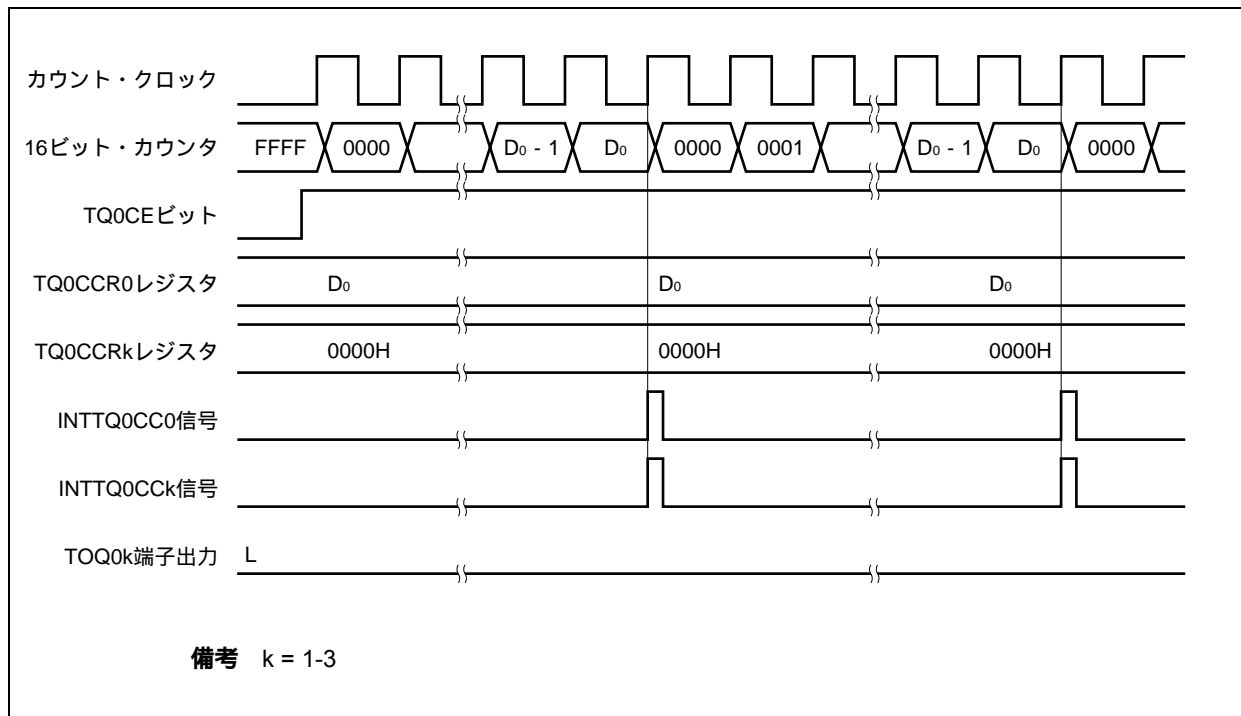 カウント・クロック
16ビット・カウンタ FFFF 0000 D0 - 1 D0 0000 0001 D0 - 1 D0 0000
TQ0CEビット
TQ0CCR0レジスタ D0 D0 D0
TQ0CCRkレジスタ 0000H 0000H 0000H
INTTQ0CC0信号
INTTQ0CCk信号
TOQ0k端子出力 L
備考 k = 1-3